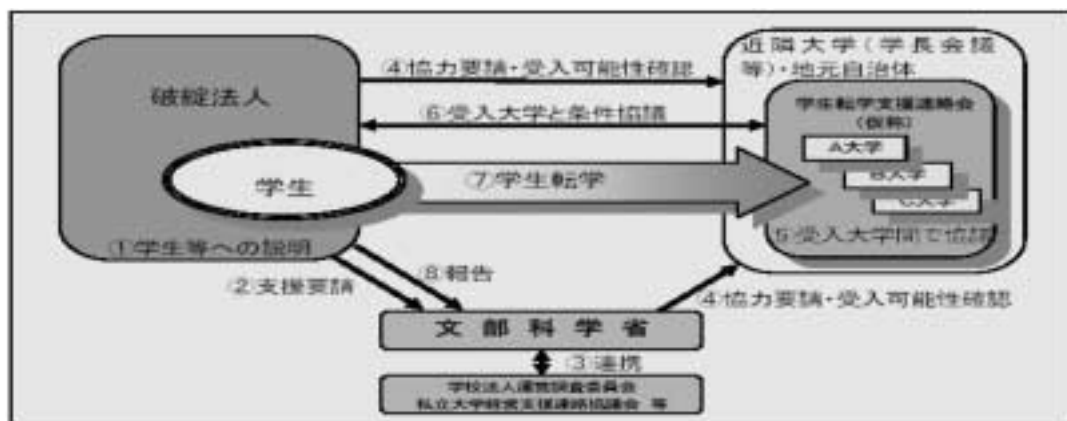 破綻法人
学生
①学生等への説明
②支援要請
⑧報告
④協力要請・受入可能性確認
⑥受入大学と条件協議
⑦学生転学
近隣大学(学長会議
等)・地元自治体
学生転学支援連絡会
(仮称)
A大学
B大学
C大学
⑤受入大学間で協議
④協力要請・受入可能性確認
文部科学省
③連携
学校法人運営調査委員会
私立大学経営支援連絡協議会 等